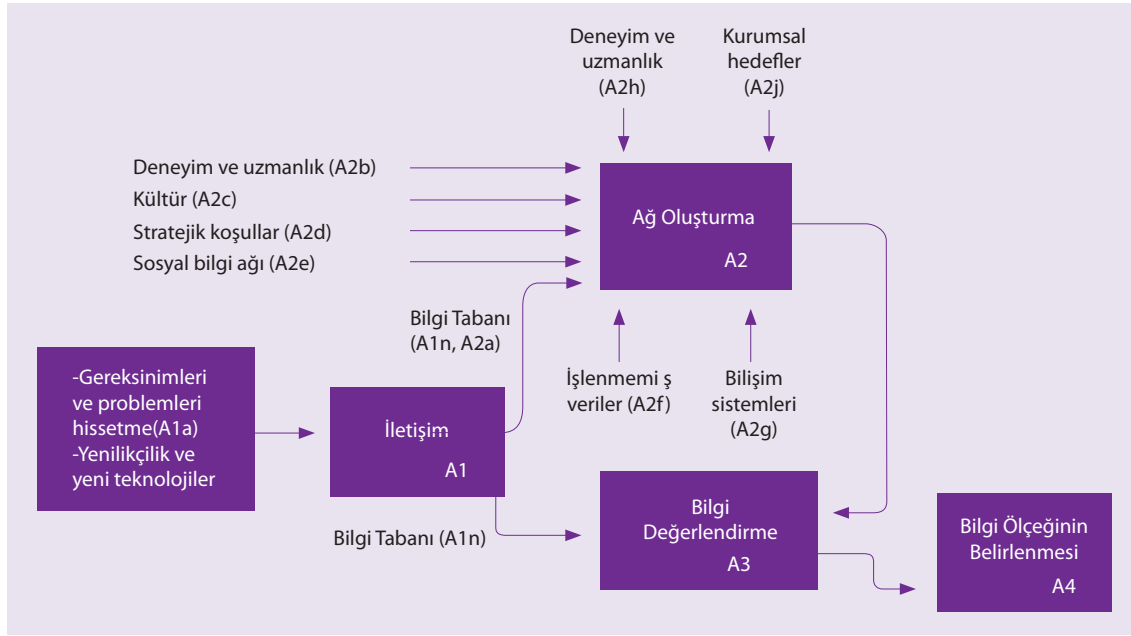 Deneyim ve
uzmanlık
(A2h)
Kurumsal
hedefler
(A2j)
Deneyim ve uzmanlık (A2b)
Kültür (A2c)
Stratejik koşullar (A2d)
Sosyal bilgi ağı (A2e)
Ağ Oluşturma
A2
Bilgi Tabanı
(A1n, A2a)
İşlenmemi ş
veriler (A2f)
Bilişim
sistemleri
(A2g)
-Gereksinimleri
ve problemleri
hissetme(A1a)
-Yenilikçilik ve
yeni teknolojiler
İletişim
A1
Bilgi Tabanı (A1n)
Bilgi
Değerlendirme
A3
Bilgi Ölçeğinin
Belirlenmesi
A4